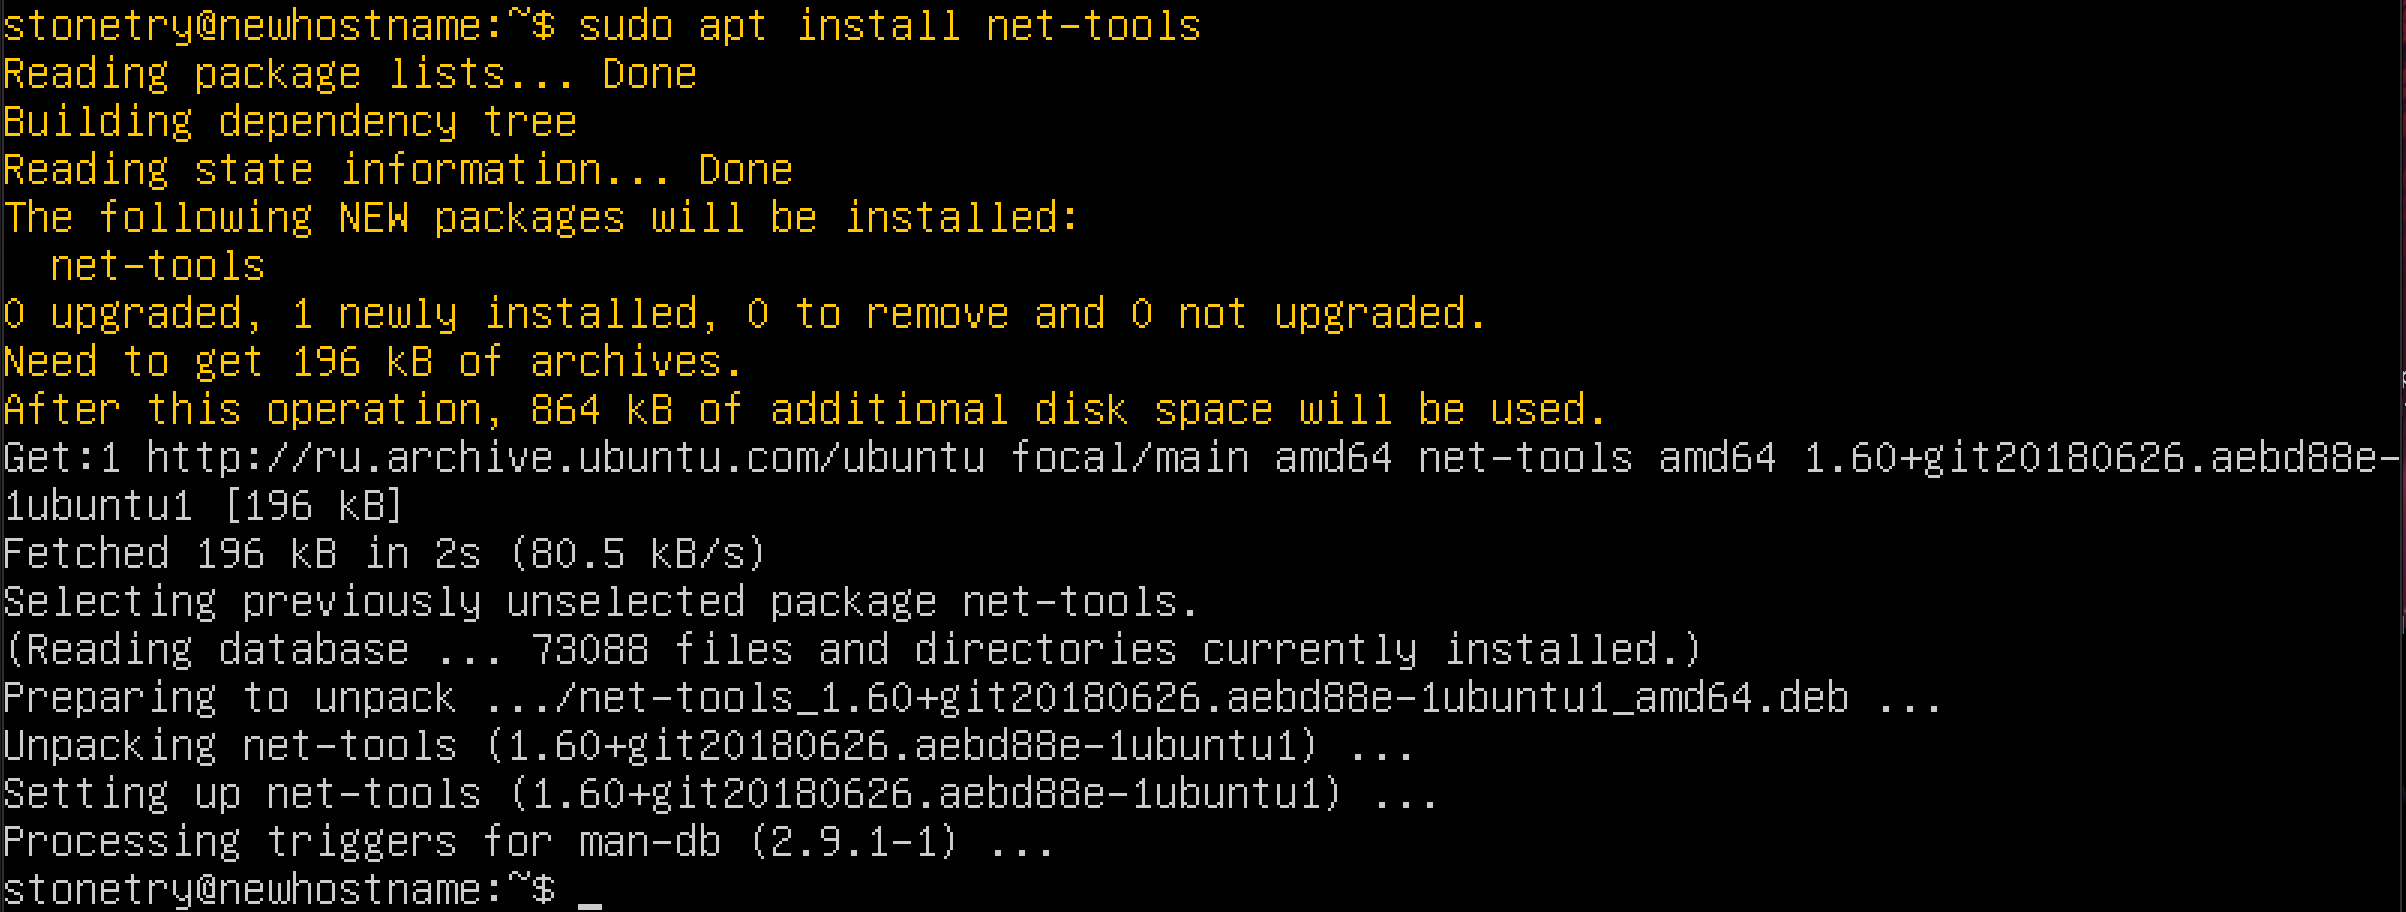 stonetry@newhostname:~$ sudo apt install net-tools
Reading package lists... Done
Building dependency tree
Reading state information... Done
The following NEW packages will be installed:
  net-tools
0 upgraded, 1 newly installed, 0 to remove and 0 not upgraded.
Need to get 196 kB of archives.
After this operation, 864 kB of additional disk space will be used.
Get:1 http://ru.archive.ubuntu.com/ubuntu focal/main amd64 net-tools amd64 1.60+git20180626.aebd88e-
1ubuntu1 [196 kB]
Fetched 196 kB in 2s (80.5 kB/s)
Selecting previously unselected package net-tools.
(Reading database ... 73088 files and directories currently installed.)
Preparing to unpack .../net-tools_1.60+git20180626.aebd88e-1ubuntu1_amd64.deb ...
Unpacking net-tools (1.60+git20180626.aebd88e-1ubuntu1) ...
Setting up net-tools (1.60+git20180626.aebd88e-1ubuntu1) ...
Processing triggers for man-db (2.9.1-1) ...
stonetry@newhostname:~$ _